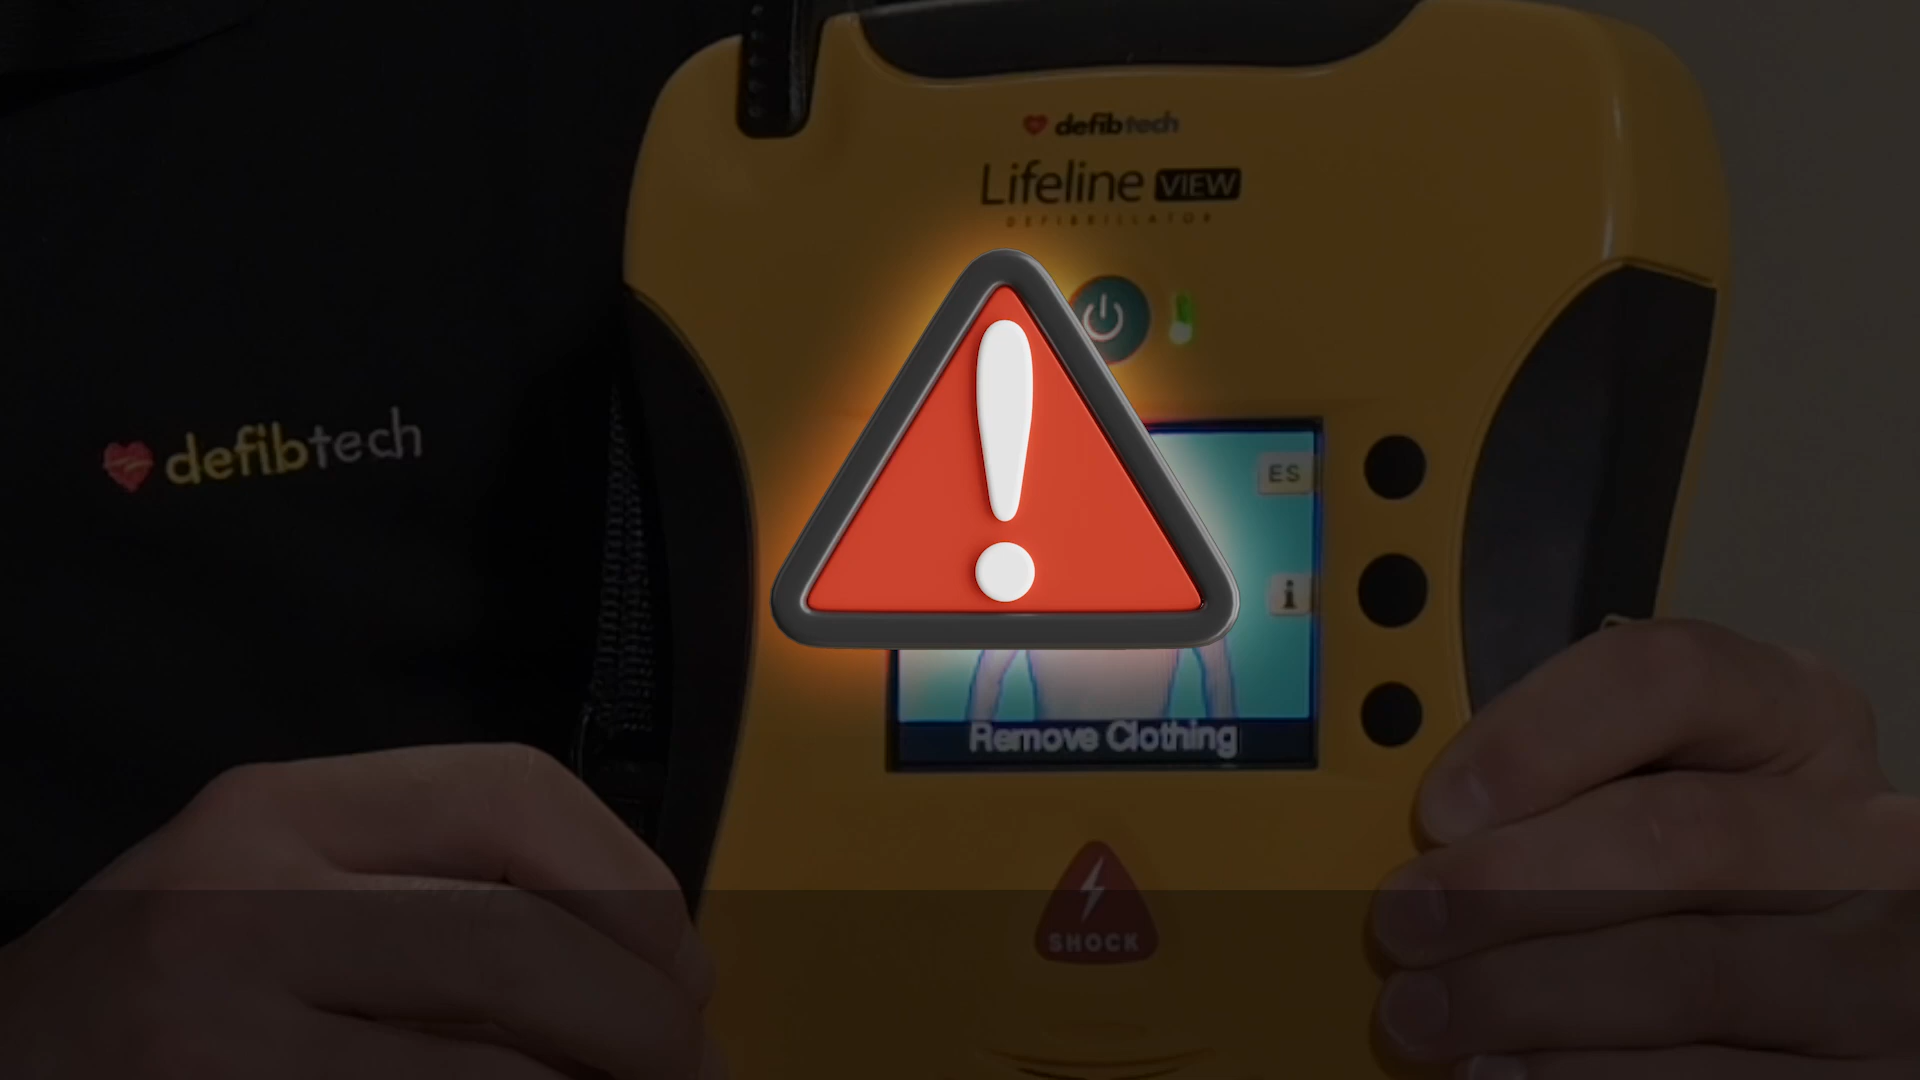 defibtech
Lifeline VIEW
DEFIBRILLATOR
ES
i
defibtech
Remove Clothing
SHOCK